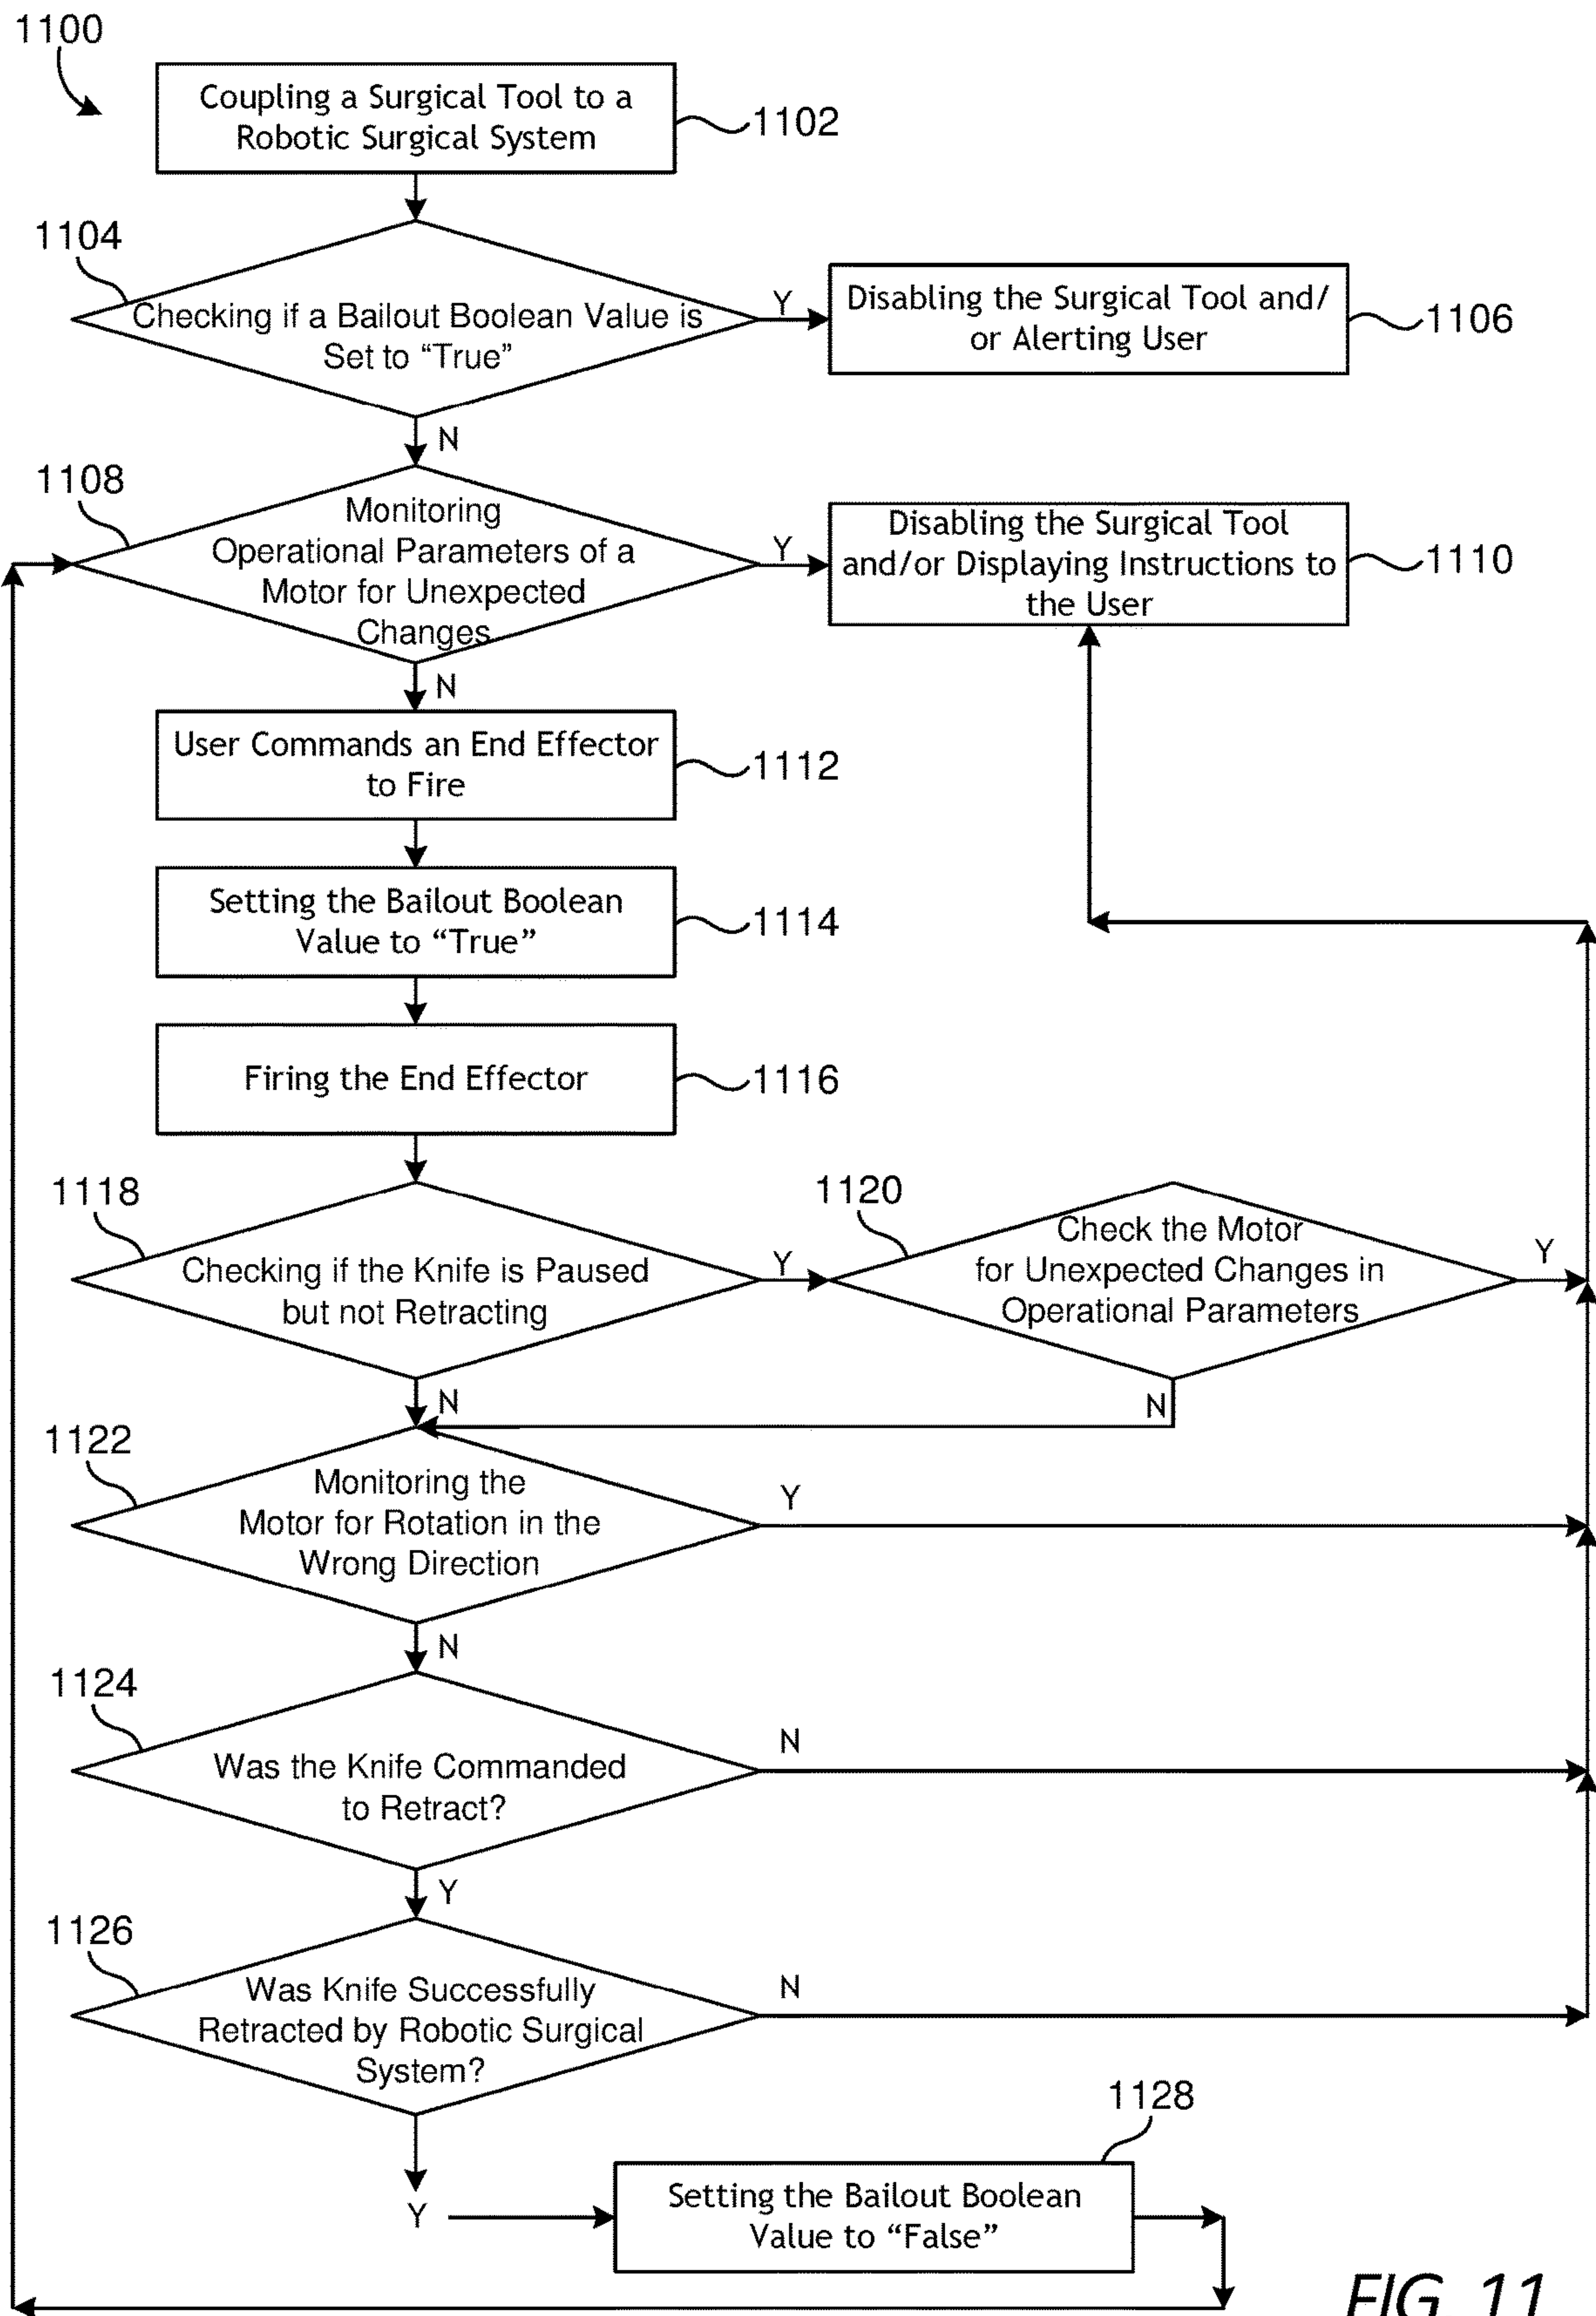 1100
Coupling a Surgical Tool to a
Robotic Surgical System
1102
1104
Checking if a Bailout Boolean Value is
Set to “True”
Y
Disabling the Surgical Tool and/
or Alerting User
1106
N
1108
Monitoring
Operational Parameters of a
Motor for Unexpected
Changes
Y
Disabling the Surgical Tool
and/or Displaying Instructions to
the User
1110
N
User Commands an End Effector
to Fire
1112
Setting the Bailout Boolean
Value to “True”
1114
Firing the End Effector
1116
1118
Checking if the Knife is Paused
but not Retracting
Y
1120
Check the Motor
for Unexpected Changes in
Operational Parameters
Y
N
N
1122
Monitoring the
Motor for Rotation in the
Wrong Direction
Y
N
1124
Was the Knife Commanded
to Retract?
N
Y
1126
Was Knife Successfully
Retracted by Robotic Surgical
System?
N
Y
1128
Setting the Bailout Boolean
Value to “False”
FIG. 11